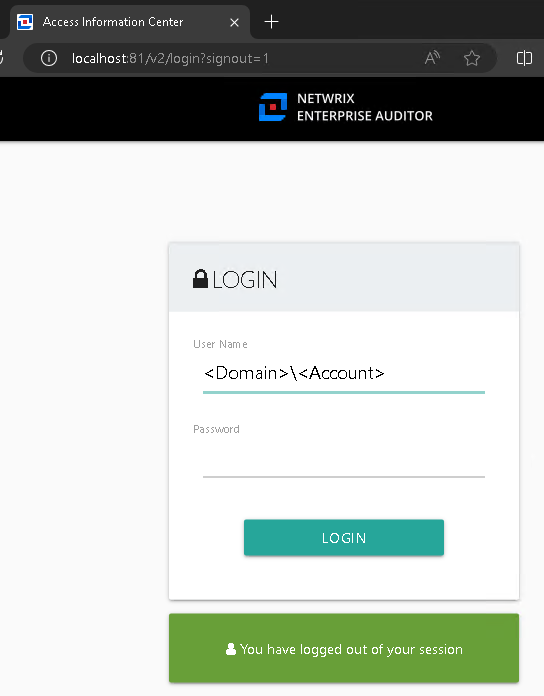 Access Information Center
localhost:81/v2/login?signout=1
NETWRIX
ENTERPRISE AUDITOR
LOGIN
User Name
<Domain>\<Account>
Password
LOGIN
You have logged out of your session